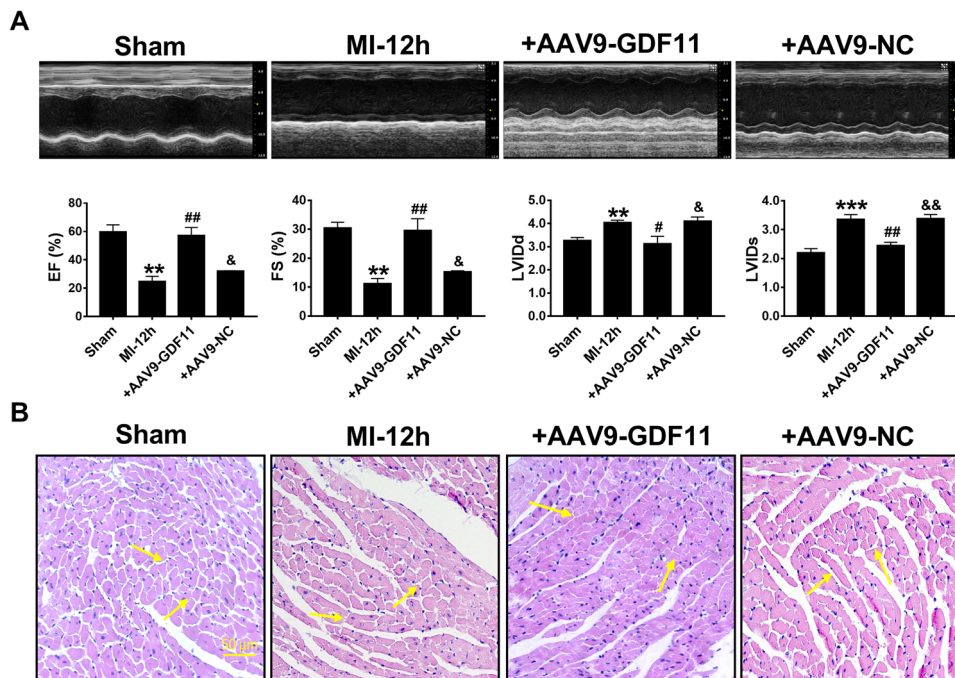 A
Sham
MI-12h
+AAV9-GDF11
+AAV9-NC
EF (%)
80
60
40
20
0
**
##
&
Sham
MI-12h
+AAV9-GDF11
+AAV9-NC
FS (%)
40
30
20
10
0
**
##
&
Sham
MI-12h
+AAV9-GDF11
+AAV9-NC
LVIDd
5.0
4.0
3.0
2.0
1.0
0.0
**
#
&
Sham
MI-12h
+AAV9-GDF11
+AAV9-NC
LVIDs
5.0
4.0
3.0
2.0
1.0
0.0
***
##
&&
Sham
MI-12h
+AAV9-GDF11
+AAV9-NC
B
Sham
MI-12h
+AAV9-GDF11
+AAV9-NC
50 μm